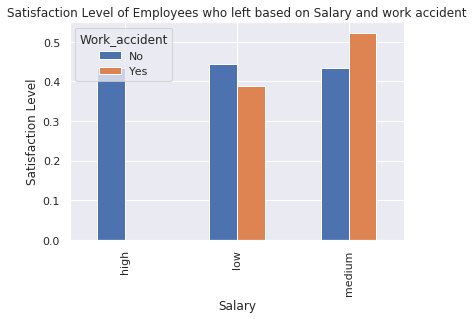 Satisfaction Level of Employees who left based on Salary and work accident
Work_accident
No
Yes
0.5
0.4
0.3
0.2
0.1
0.0
Satisfaction Level
high
low
medium
Salary